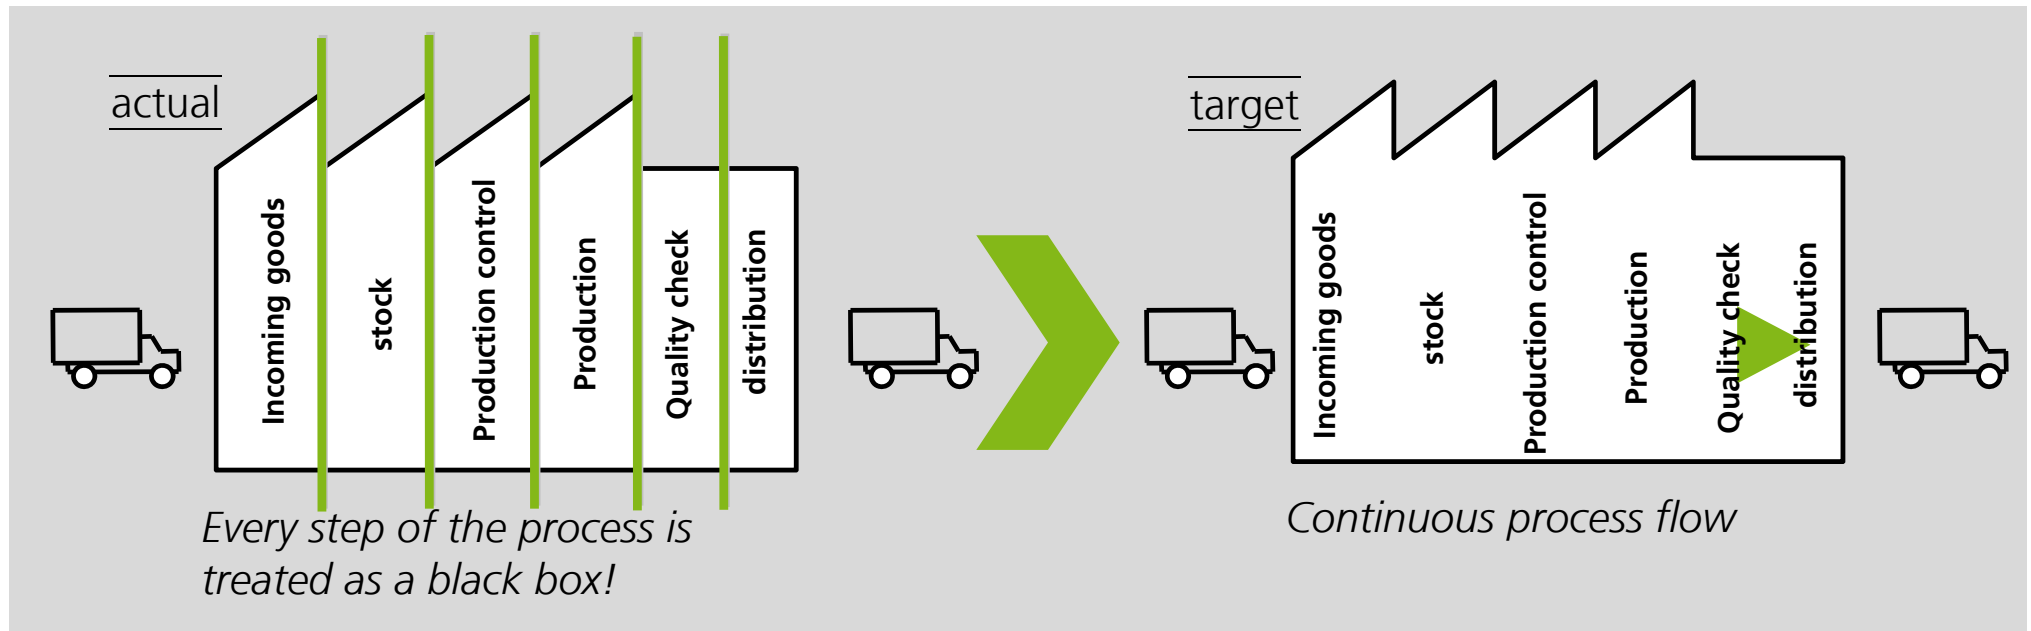 actual
Incoming goods
stock
Production control
Production
Quality check
distribution
Every step of the process is
treated as a black box!
target
Incoming goods
stock
Production control
Production
Quality check
distribution
Continuous process flow